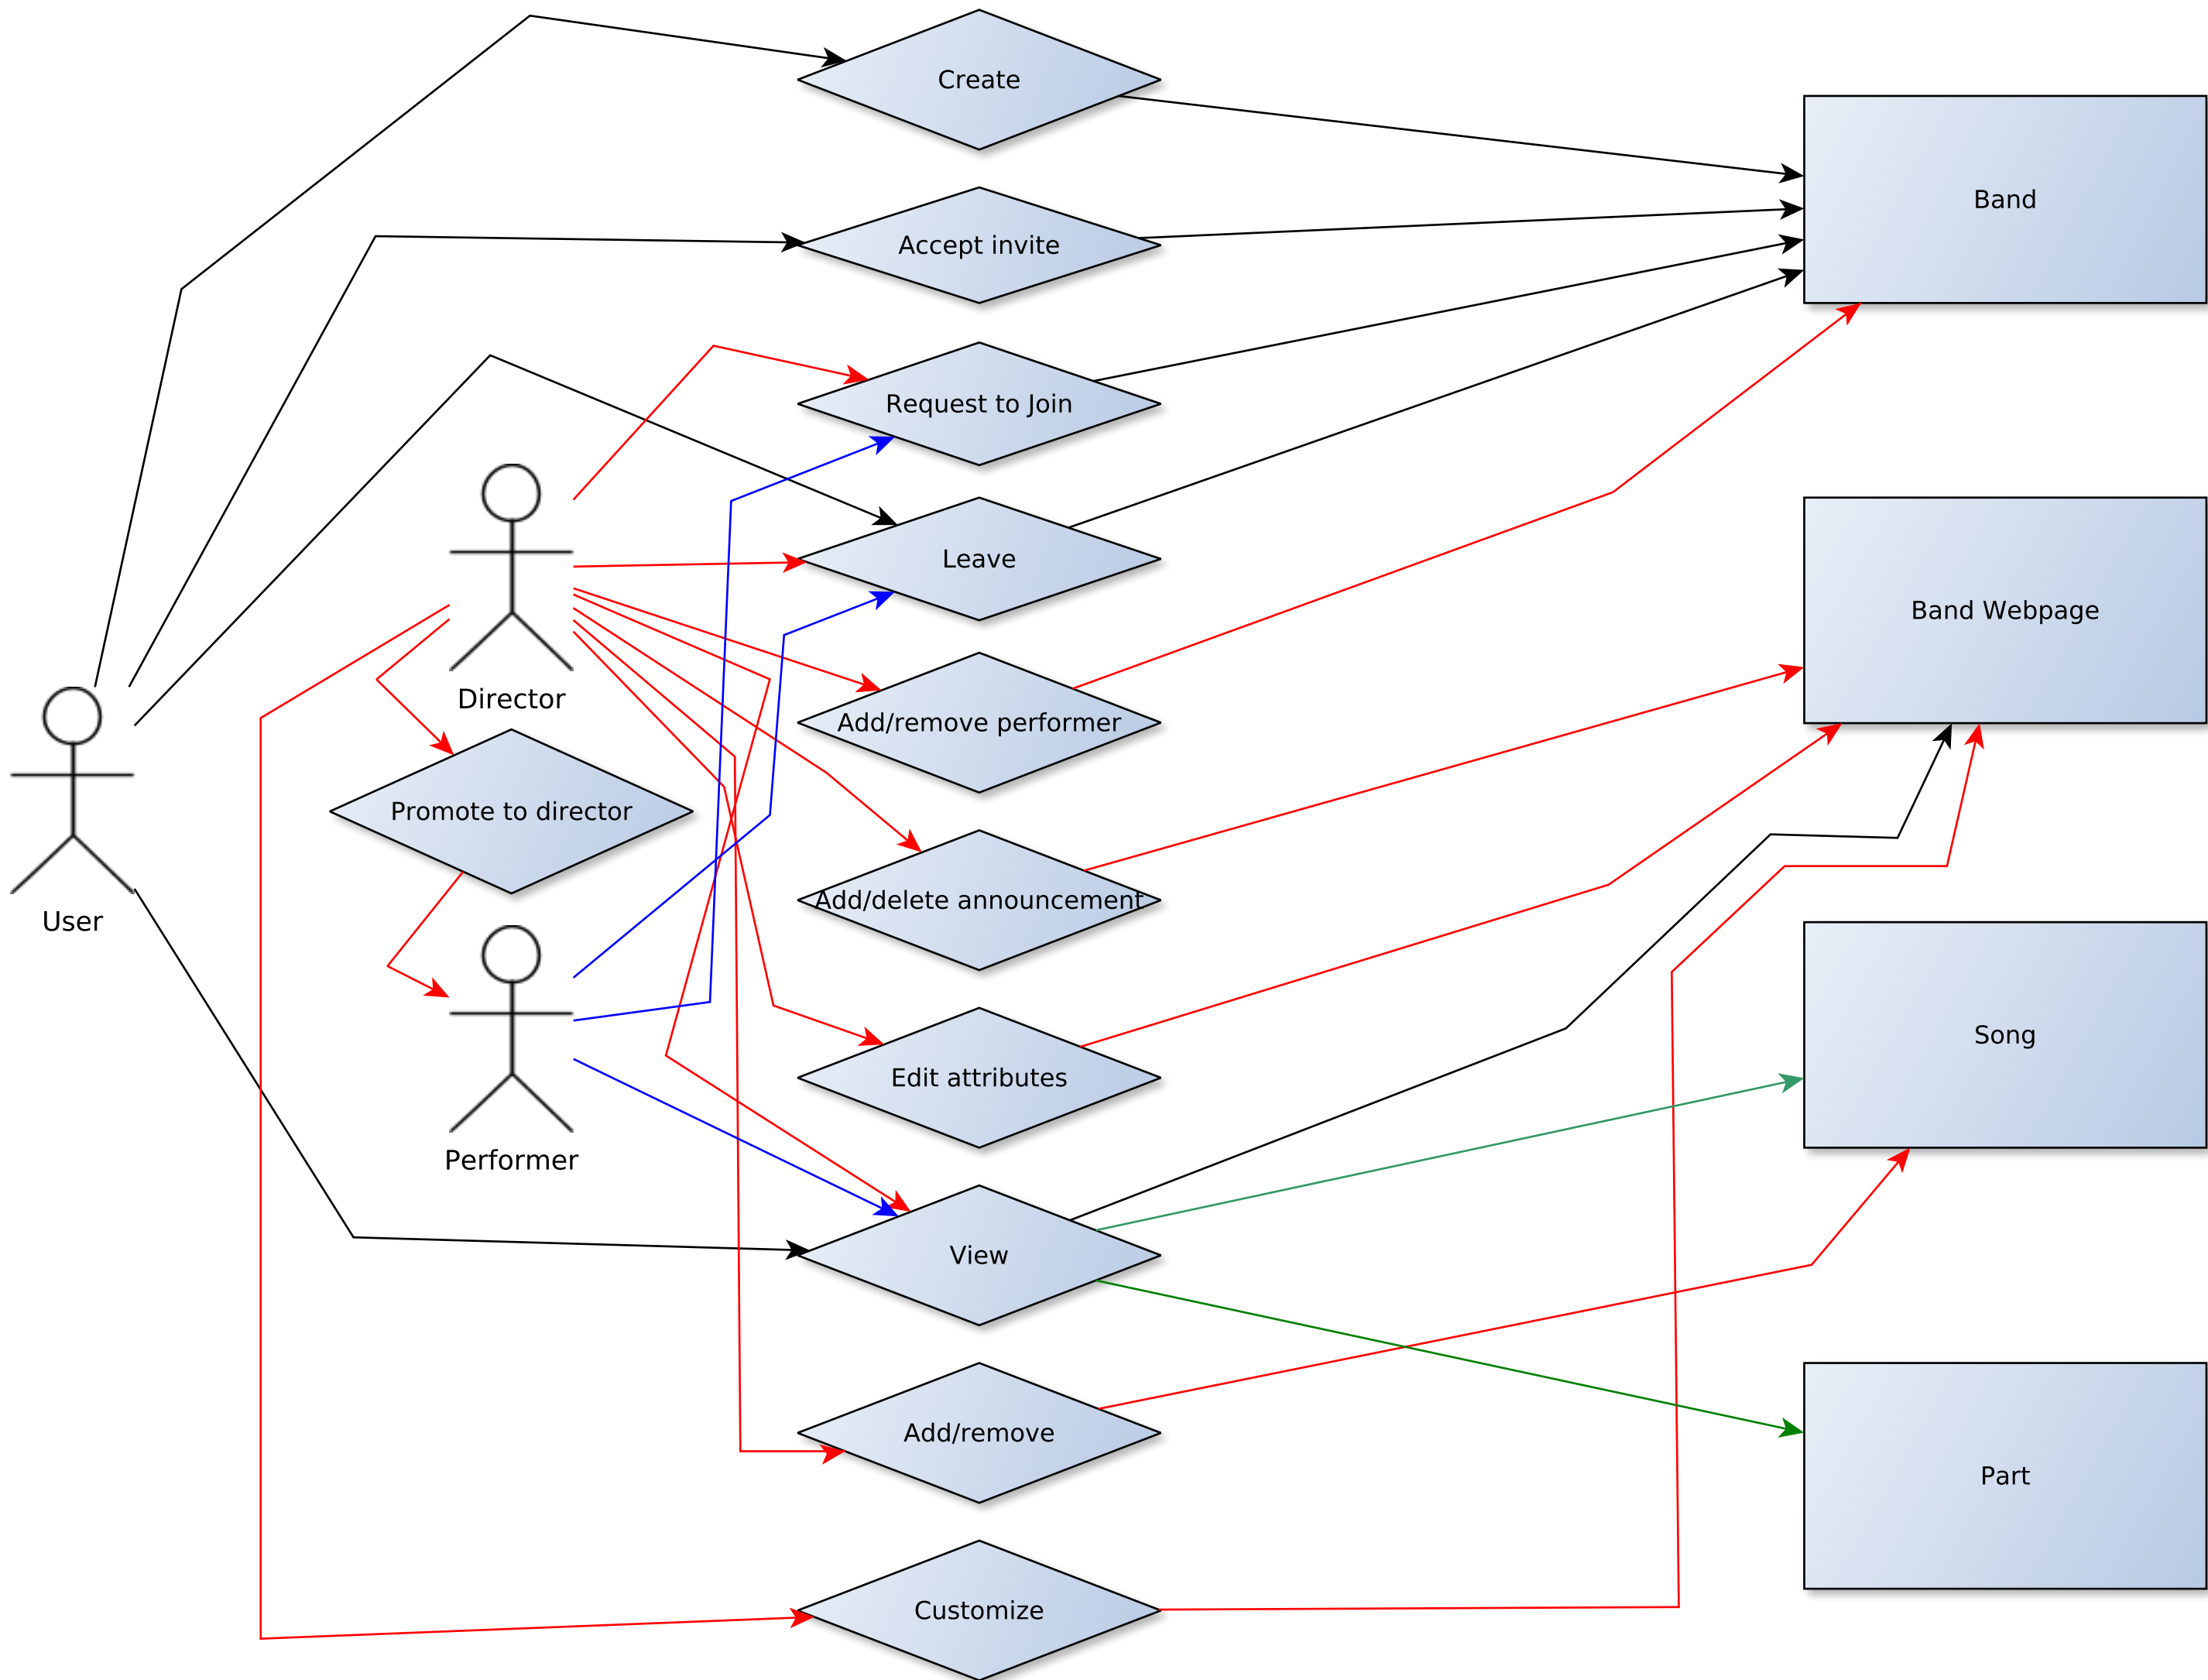 Create
Band
Accept invite
Request to Join
Leave
Band Webpage
Director
Add/remove performer
Promote to director
Add/delete announcement
User
Song
Edit attributes
Performer
View
Add/remove
Part
Customize